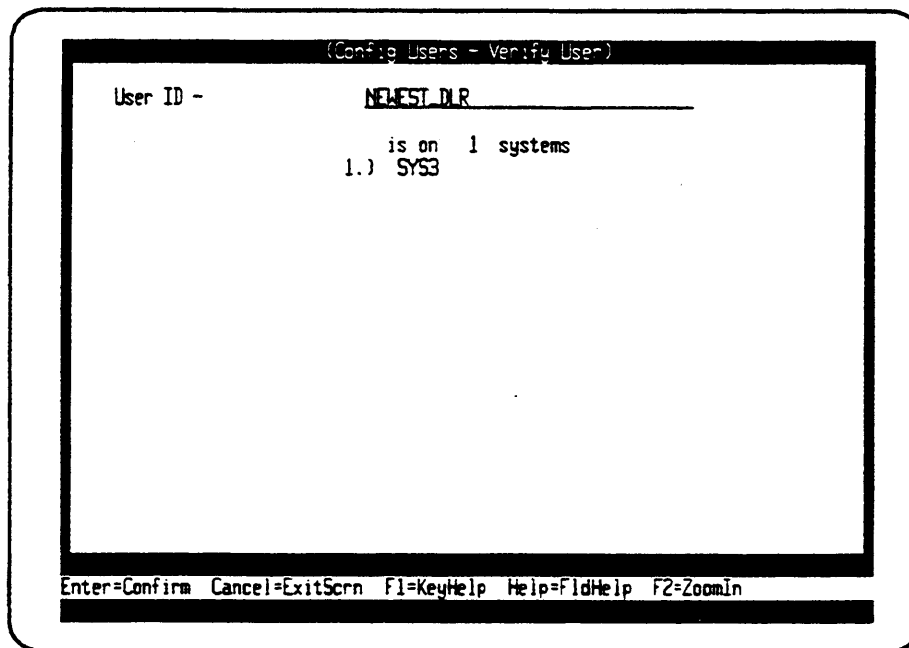 (Config Users - Verify User)
User ID - NEWEST_DLR
is on 1 systems
1.) SYS3
Enter=Confirm Cancel=ExitScrn F1=KeyHelp Help=FldHelp F2=ZoomIn